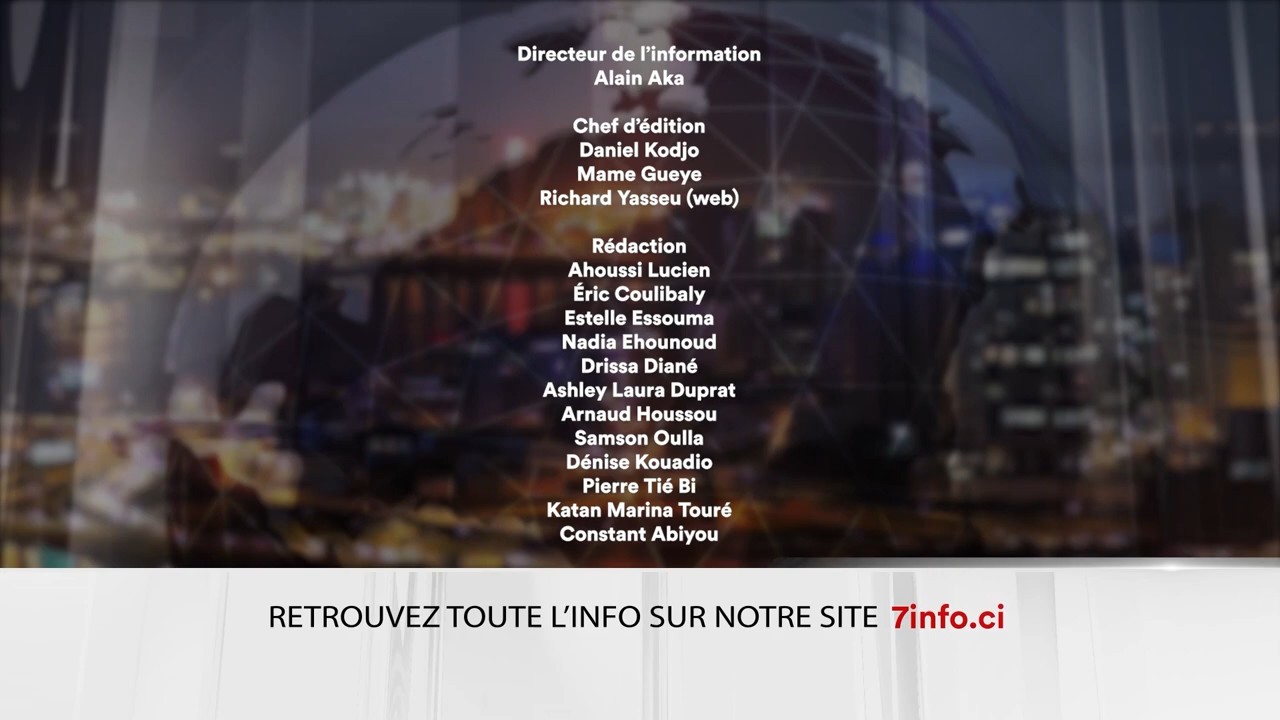 Directeur de l’information
Alain Aka
Chef d’édition
Daniel Kodjo
Mame Gueye
Richard Yasseu (web)
Rédaction
Ahoussi Lucien
Éric Coulibaly
Estelle Essouma
Nadia Ehounoud
Drissa Diané
Ashley Laura Duprat
Arnaud Houssou
Samson Oulla
Dénise Kouadio
Pierre Tié Bi
Katan Marina Touré
Constant Abiyou
RETROUVEZ TOUTE L’INFO SUR NOTRE SITE 7info.ci